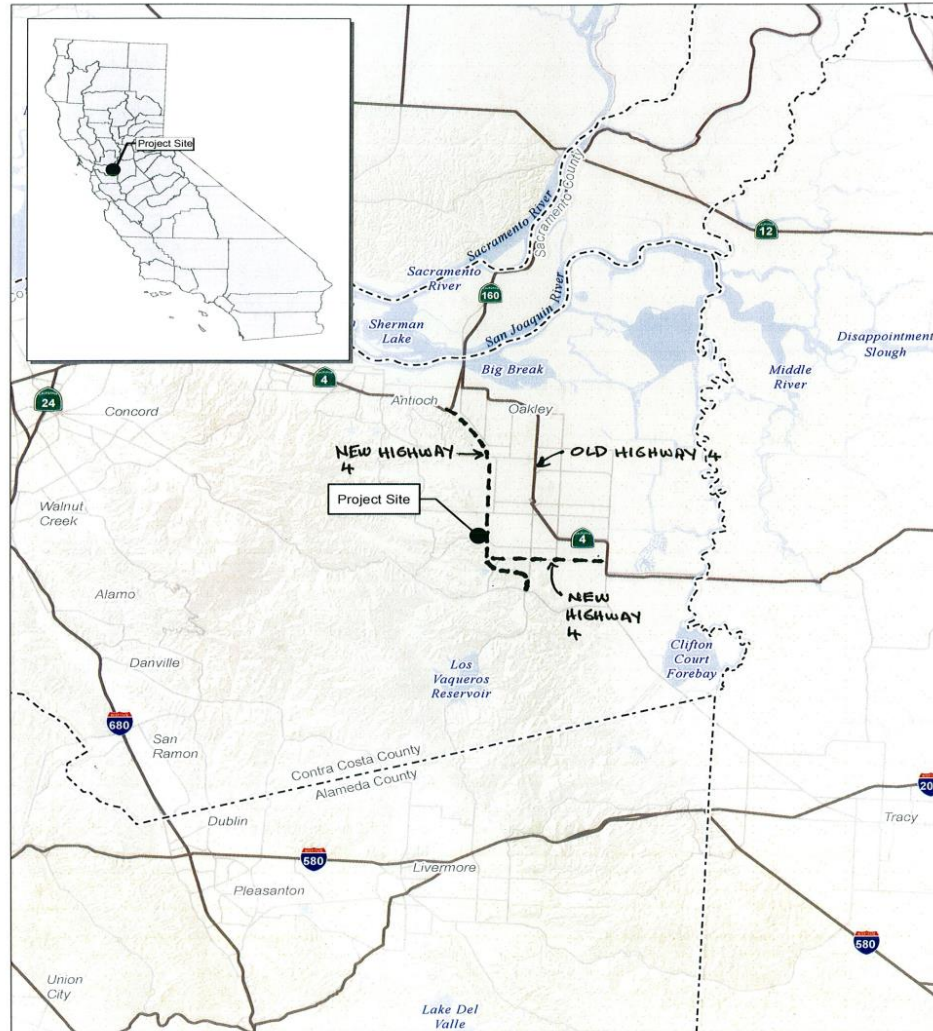 Project Site
12
Sacramento River
Sacramento County
Sacramento
River
160
San Joaquin River
Sherman
Lake
Big Break
Disappointment
Slough
Middle
River
4
24
Concord
Antioch
Oakley
NEW HIGHWAY
4
OLD HIGHWAY 4
Project Site
Walnut
Creek
4
NEW
HIGHWAY
4
Alamo
Danville
Los
Vaqueros
Reservoir
Clifton
Court
Forebay
680
San
Ramon
Contra Costa County
Alameda County
20
Dublin
Tracy
580
Livermore
Pleasanton
580
Union
City
Lake Del
Valle